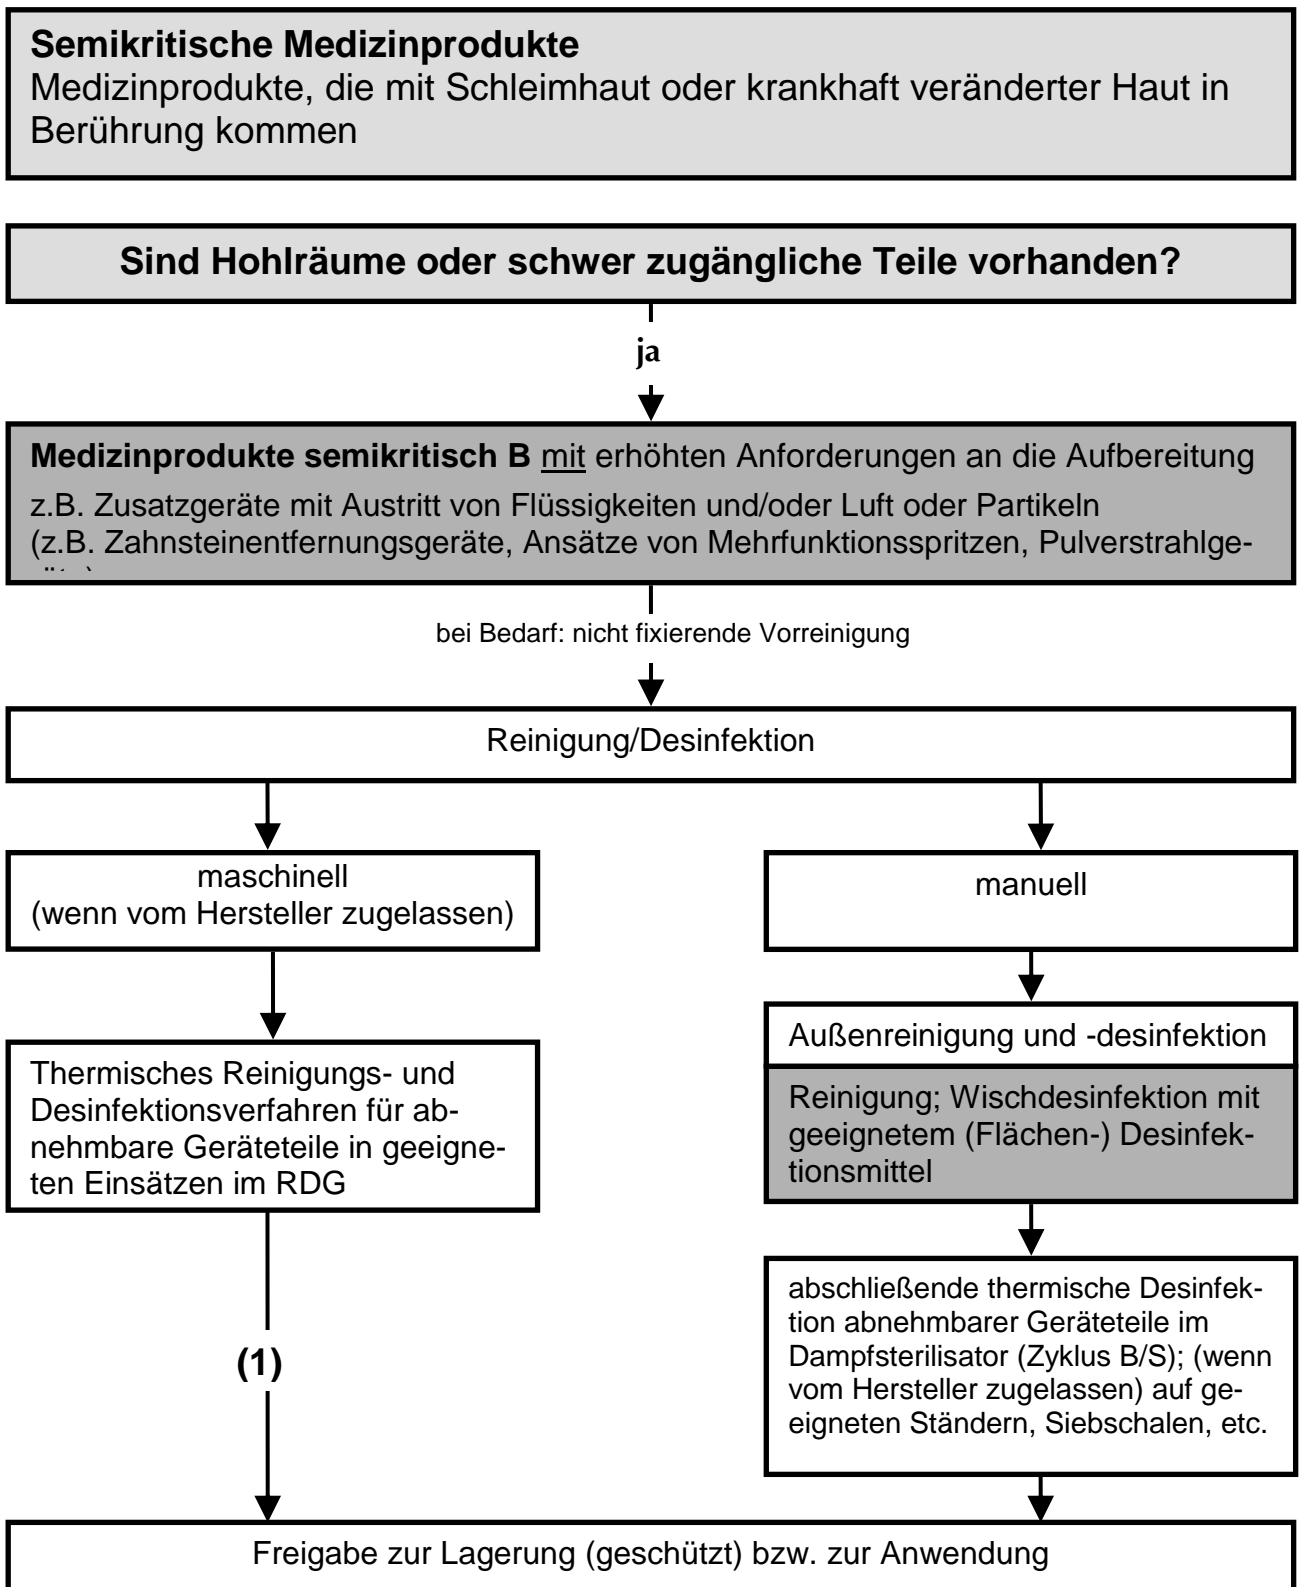 Semikritische Medizinprodukte
Medizinprodukte, die mit Schleimhaut oder krankhaft veränderter Haut in
Berührung kommen
Sind Hohlräume oder schwer zugängliche Teile vorhanden?
ja
Medizinprodukte semikritisch B mit erhöhten Anforderungen an die Aufbereitung
z.B. Zusatzgeräte mit Austritt von Flüssigkeiten und/oder Luft oder Partikeln
(z.B. Zahnsteinentfernungsgeräte, Ansätze von Mehrfunktionsspritzen, Pulverstrahlge-
bei Bedarf: nicht fixierende Vorreinigung
Reinigung/Desinfektion
maschinell
(wenn vom Hersteller zugelassen)
Thermisches Reinigungs- und
Desinfektionsverfahren für ab-
nehmbare Geräteteile in geeigne-
ten Einsätzen im RDG
(1)
manuell
Außenreinigung und -desinfektion
Reinigung; Wischdesinfektion mit
geeignetem (Flächen-) Desinfek-
tionsmittel
abschließende thermische Desinfek-
tion abnehmbarer Geräteteile im
Dampfsterilisator (Zyklus B/S); (wenn
vom Hersteller zugelassen) auf ge-
eigneten Ständern, Siebschalen, etc.
Freigabe zur Lagerung (geschützt) bzw. zur Anwendung